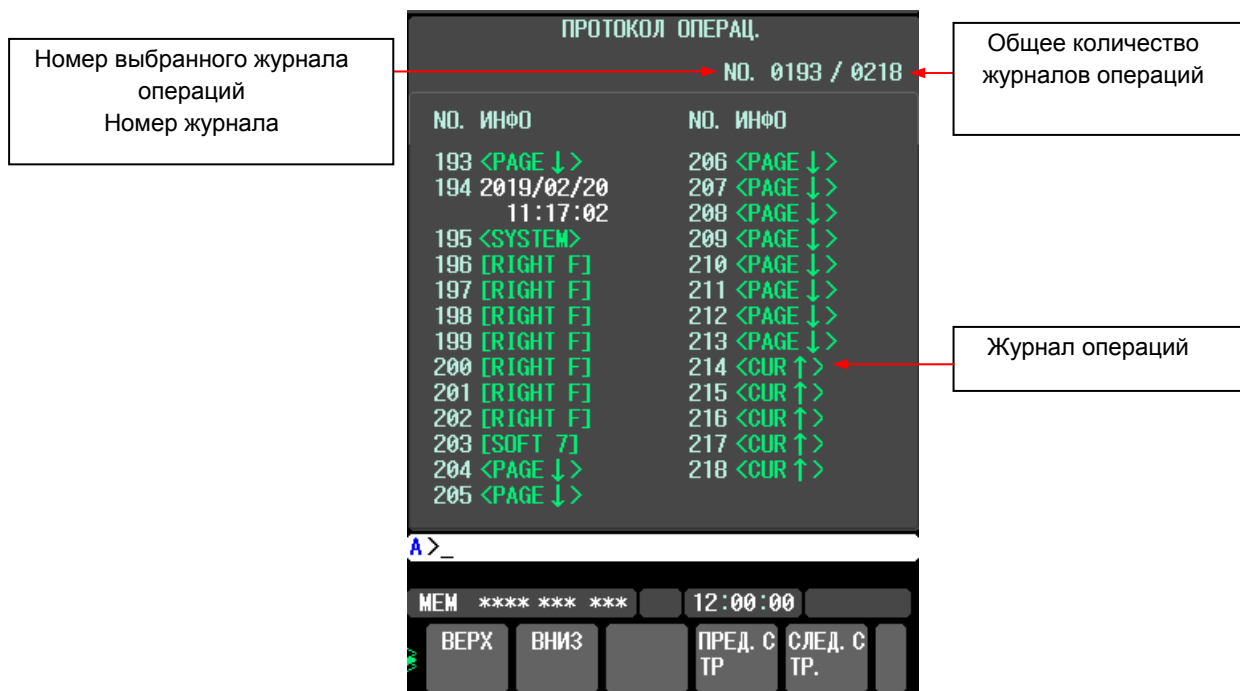 ПРОТОКОЛ ОПЕРАЦ.
Номер выбранного журнала
операций
Номер журнала
NO. 0193 / 0218
Общее количество
журналов операций
NO. ИНФО NO. ИНФО
193 <PAGE ↓> 206 <PAGE ↓>
194 2019/02/20 207 <PAGE ↓>
11:17:02 208 <PAGE ↓>
195 <SYSTEM> 209 <PAGE ↓>
196 [RIGHT F] 210 <PAGE ↓>
197 [RIGHT F] 211 <PAGE ↓>
198 [RIGHT F] 212 <PAGE ↓>
199 [RIGHT F] 213 <PAGE ↓>
200 [RIGHT F] 214 <CUR ↑>
201 [RIGHT F] 215 <CUR ↑>
202 [RIGHT F] 216 <CUR ↑>
203 [SOFT 7] 217 <CUR ↑>
204 <PAGE ↓> 218 <CUR ↑>
205 <PAGE ↓>
Журнал операций
A >_
MEM **** *** *** 12:00:00
ВЕРХ ВНИЗ ПРЕД. С СЛЕД. С
ТР ТР.